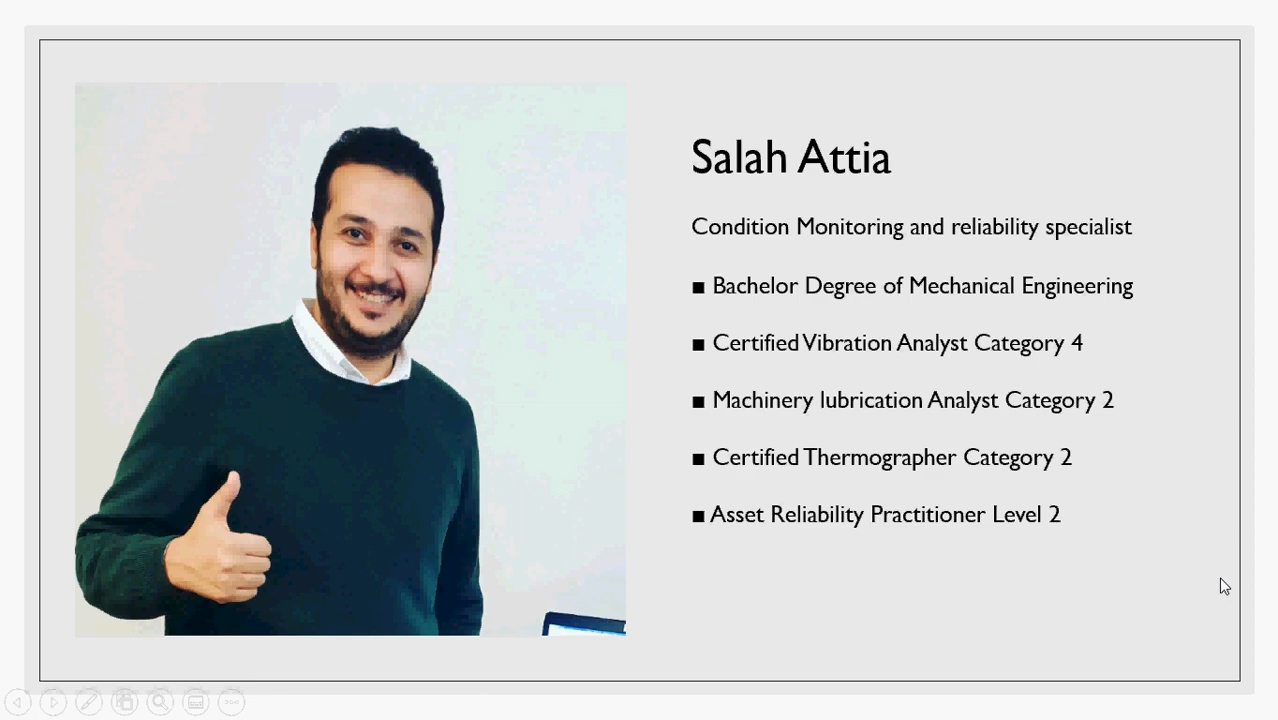 Salah Attia
Condition Monitoring and reliability specialist
■ Bachelor Degree of Mechanical Engineering
■ Certified Vibration Analyst Category 4
■ Machinery lubrication Analyst Category 2
■ Certified Thermographer Category 2
■ Asset Reliability Practitioner Level 2